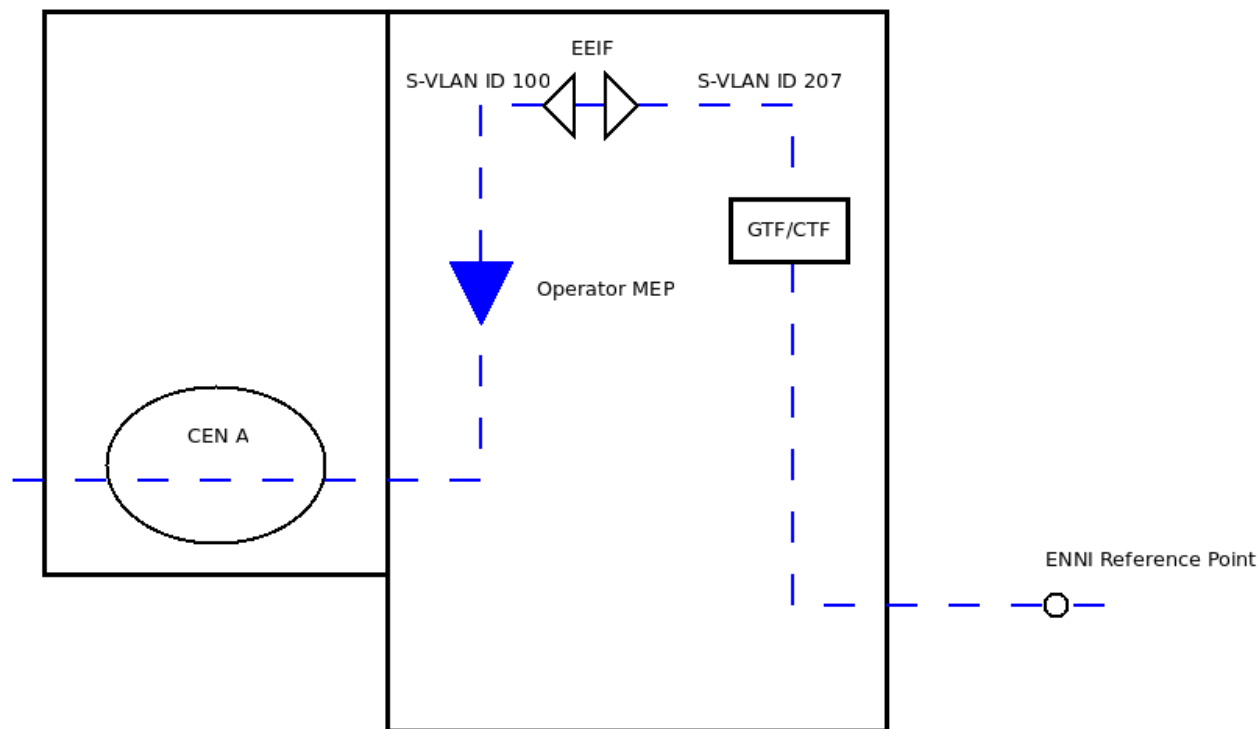 EEIF
S-VLAN ID 100
S-VLAN ID 207
GTF/CTF
Operator MEP
CEN A
ENNI Reference Point